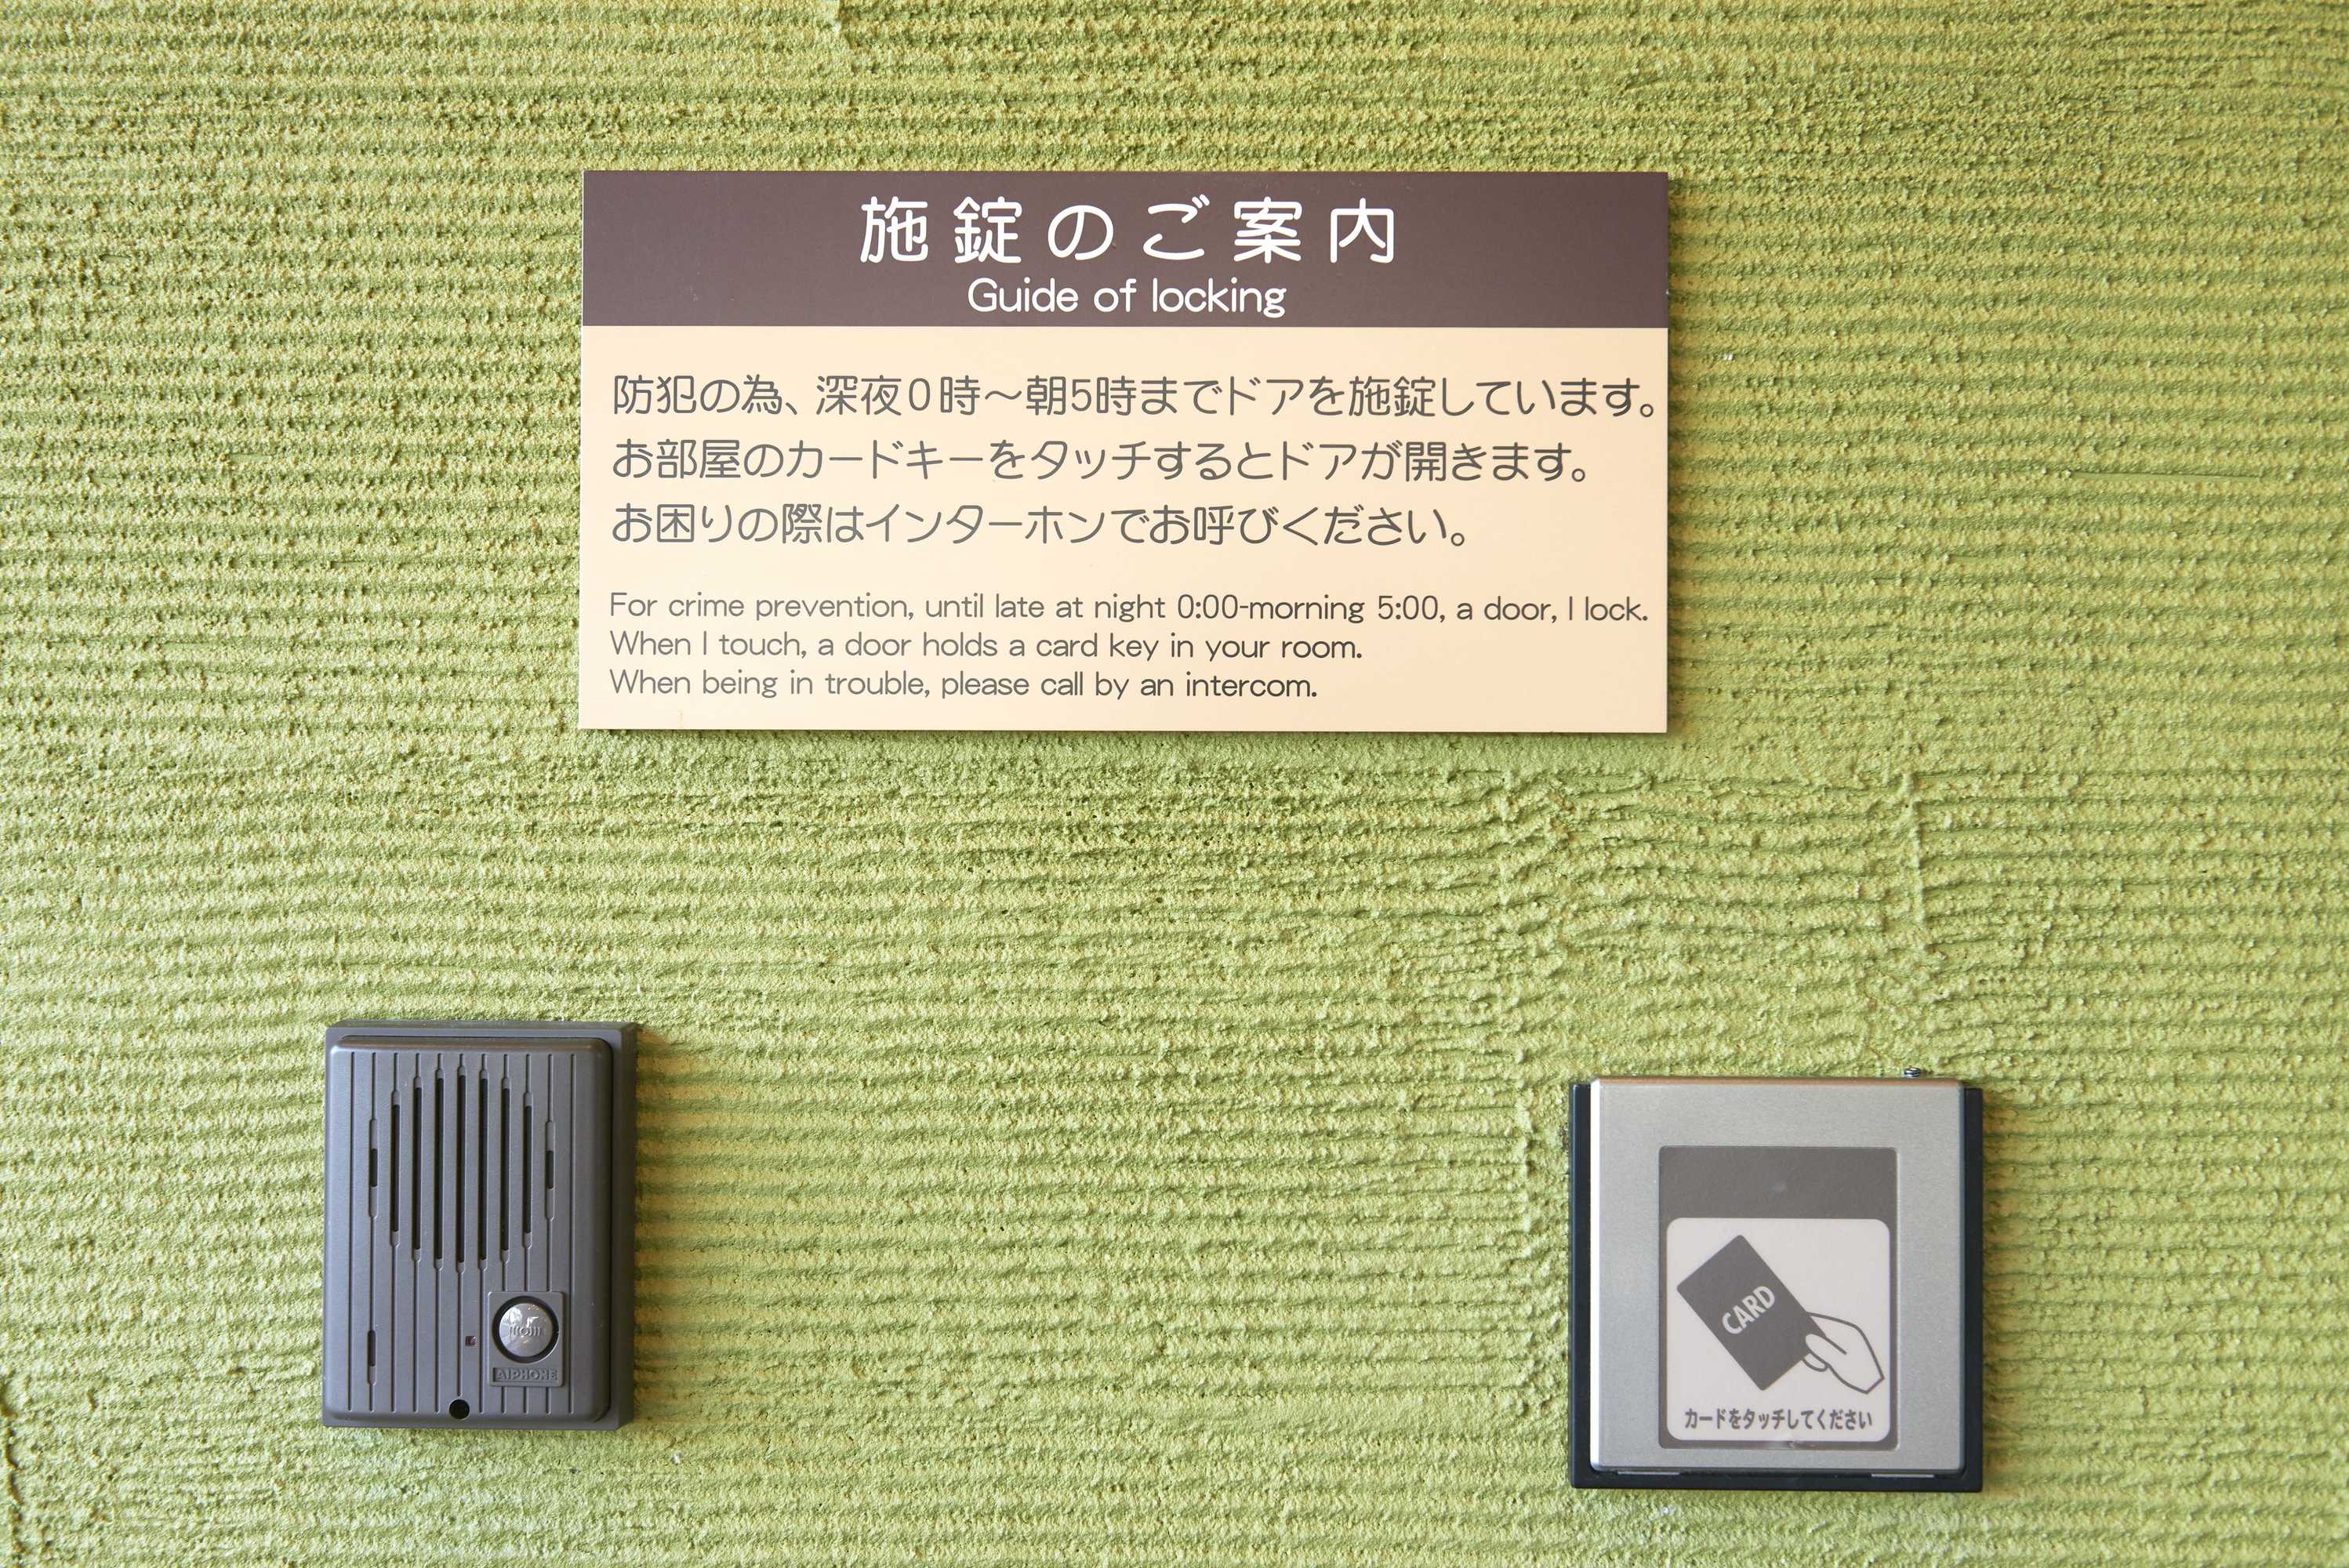 施錠のご案内
Guide of locking
防犯の為、深夜0時～朝5時までドアを施錠しています。
お部屋のカードキーをタッチするとドアが開きます。
お困りの際はインターホンでお呼びください。
For crime prevention, until late at night 0:00-morning 5:00, a door, I lock.
When I touch, a door holds a card key in your room.
When being in trouble, please call by an intercom.
AIPHONE
CARD
カードをタッチしてください